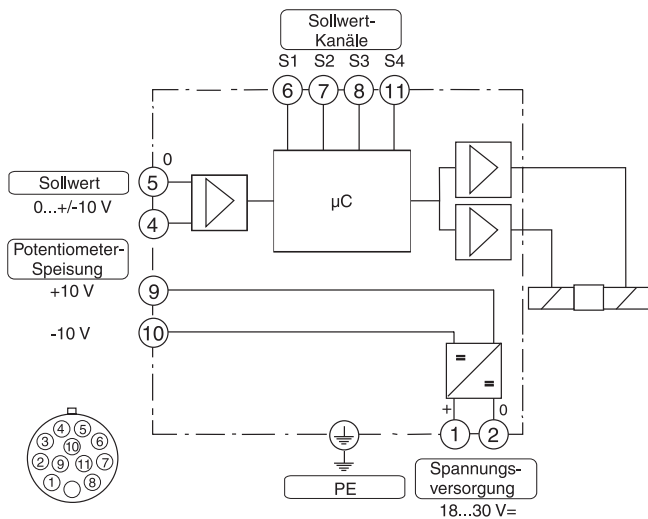 Sollwert-
Kanäle
S1 S2 S3 S4
6 7 8 11
0
5
Sollwert
0...+/-10 V
4
µC
Potentiometer-
Speisung
+10 V
9
-10 V
10
=
=
+ 0
1 2
PE
Spannungs-
versorgung
18...30 V=
4 5
3 10 6
2 9 11 7
1 8